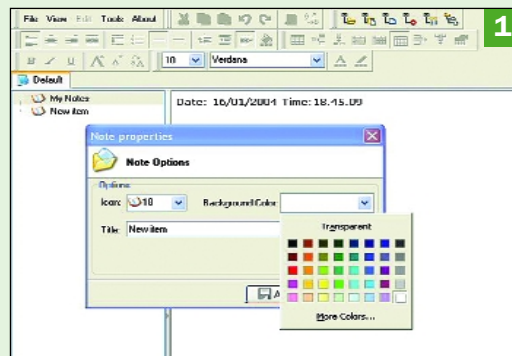 File View Edit Tools About
1
10 Verdana
Default
My Notes
New item
Date: 16/01/2004 Time: 18.45.09
Note properties
Note Options
Options
Icon: 18 Background Color:
Title: New item
Transparent
More Colors...